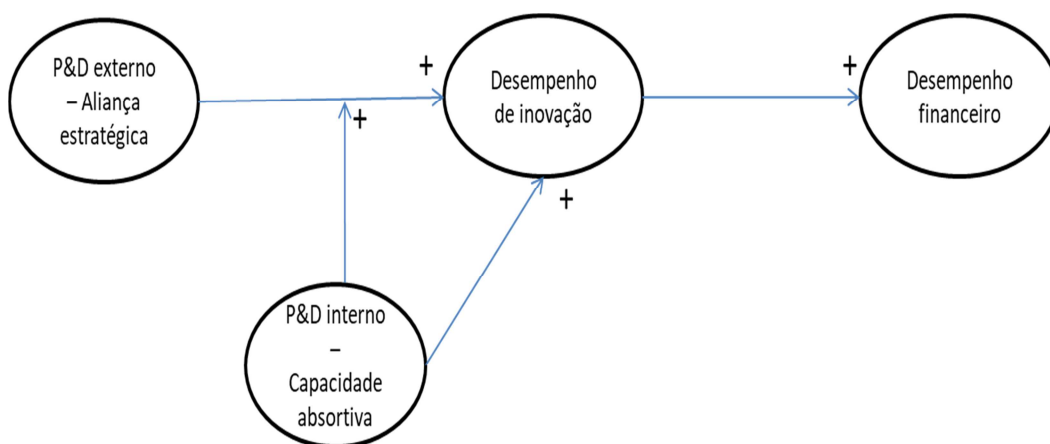 P&D externo
– Aliança
estratégica
+
+
Desempenho
de inovação
+
Desempenho
financeiro
+
P&D interno
–
Capacidade
absortiva